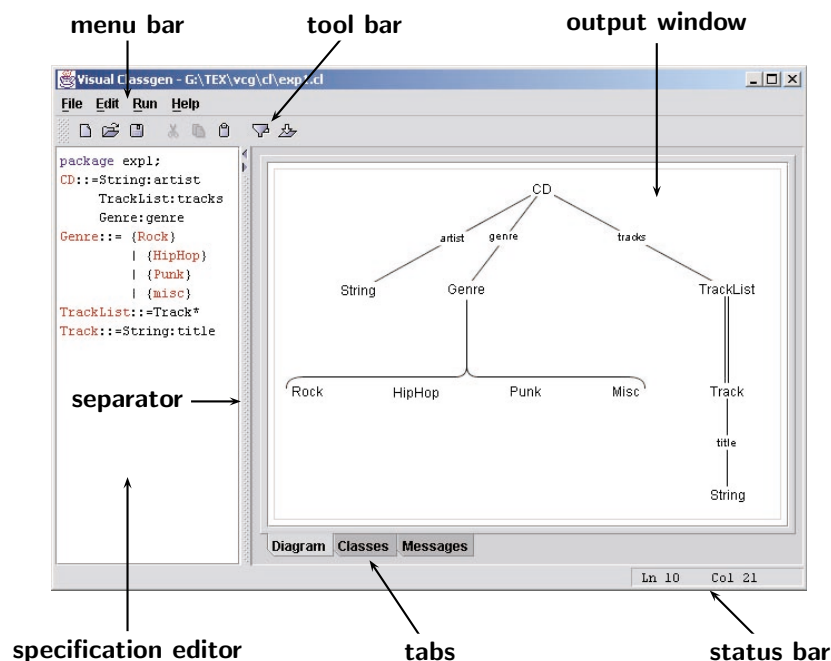 menu bar
tool bar
output window
Visual Classgen - G:\TEX\vcg\cl\exp1.cl
File Edit Run Help
package exp1;
CD::=String:artist
TrackList:tracks
Genre:genre
Genre::= {Rock}
| {HipHop}
| {Punk}
| {misc}
TrackList::=Track*
Track::=String:title
separator
CD
artist genre tracks
String Genre TrackList
Rock HipHop Punk Misc Track
title
String
Diagram Classes Messages
Ln 10 Col 21
specification editor
tabs
status bar